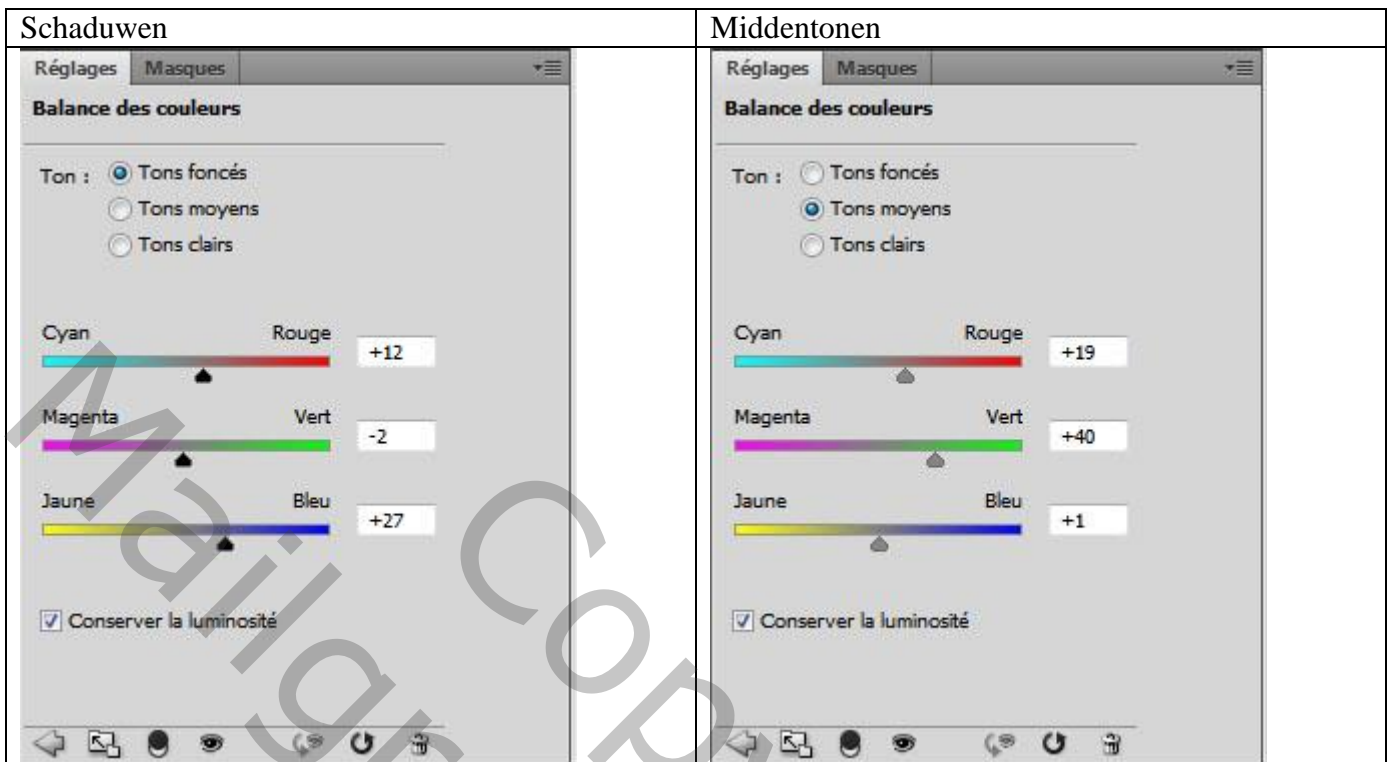 Schaduwen
Réglages Masques
Balance des couleurs
Ton : Tons foncés
Tons moyens
Tons clairs
Cyan Rouge +12
Magenta Vert -2
Jaune Bleu +27
Conserver la luminosité
Middentonen
Réglages Masques
Balance des couleurs
Ton : Tons foncés
Tons moyens
Tons clairs
Cyan Rouge +19
Magenta Vert +40
Jaune Bleu +1
Conserver la luminosité